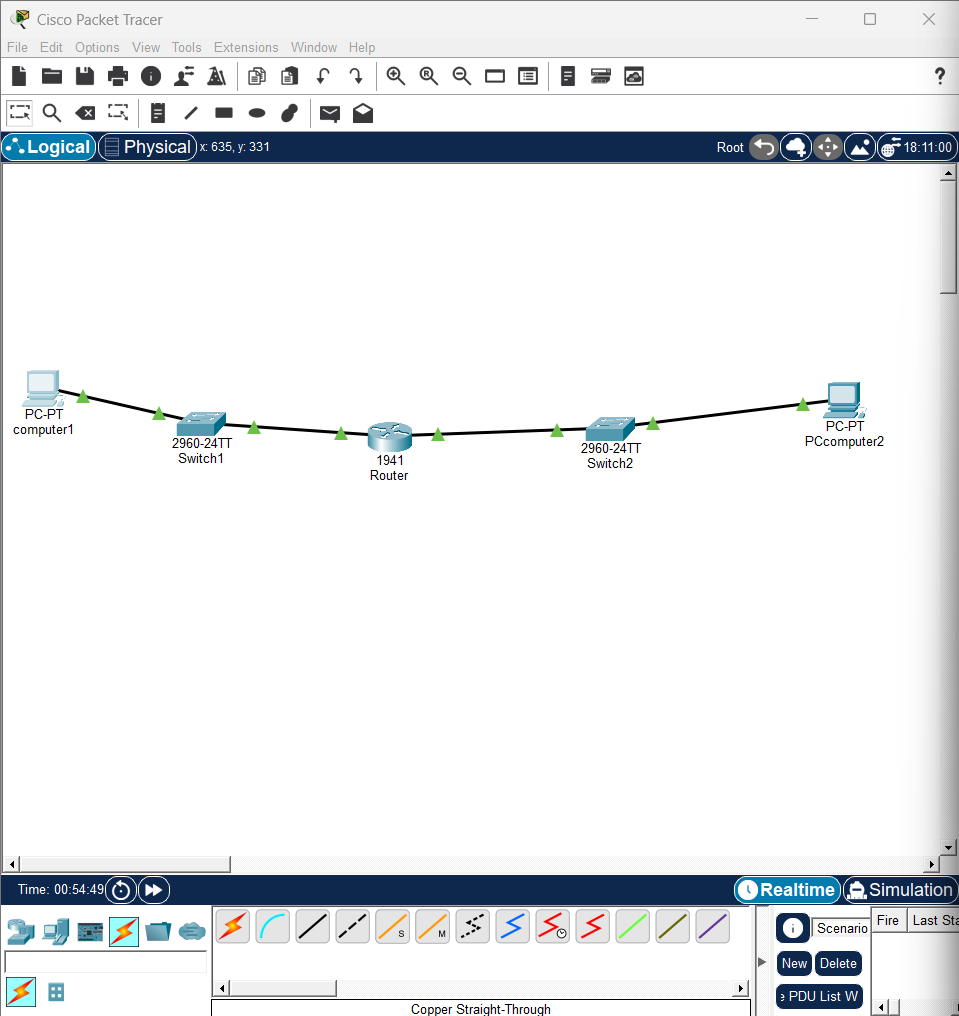 Cisco Packet Tracer
File Edit Options View Tools Extensions Window Help
Logical Physical x: 635, y: 331 Root 18:11:00
PC-PT
computer1
2960-24TT
Switch1
1941
Router
2960-24TT
Switch2
PC-PT
PCcomputer2
Time: 00:54:49 Realtime Simulation
S M
Scenario
Fire Last Sta
New Delete
e PDU List W
Copper Straight-Through